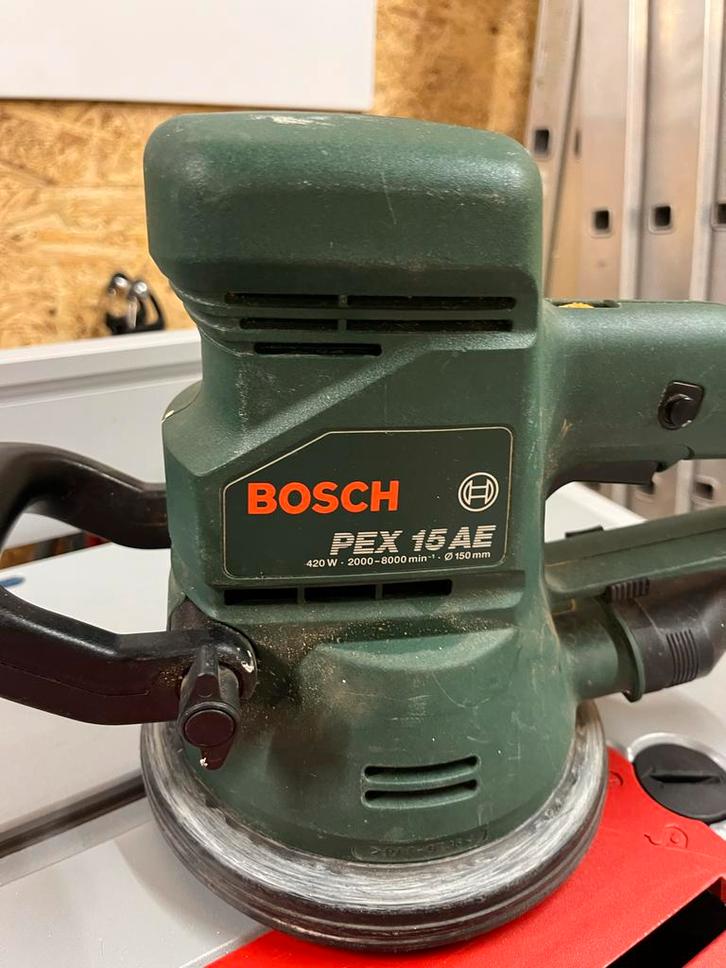 BOSCH
PEX 15 AE
420 W · 2000-8000 min⁻¹ · Ø 150 mm